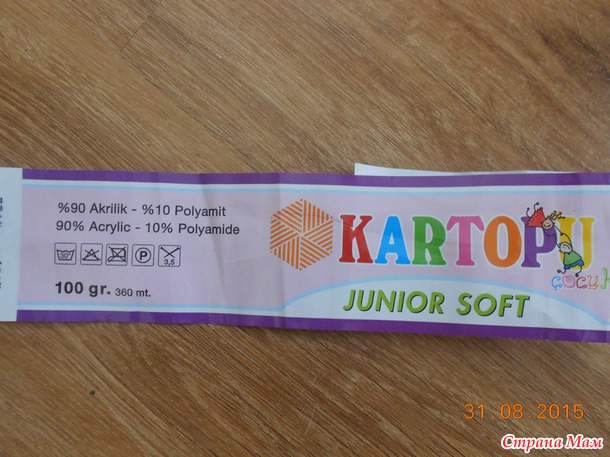 %90 Akrilik - %10 Polyamit
90% Acrylic - 10% Polyamide
P
3,5
100 gr. 360 mt.
KARTOPU
ÇOCUK
JUNIOR SOFT
31.08.2015
Страна Мам